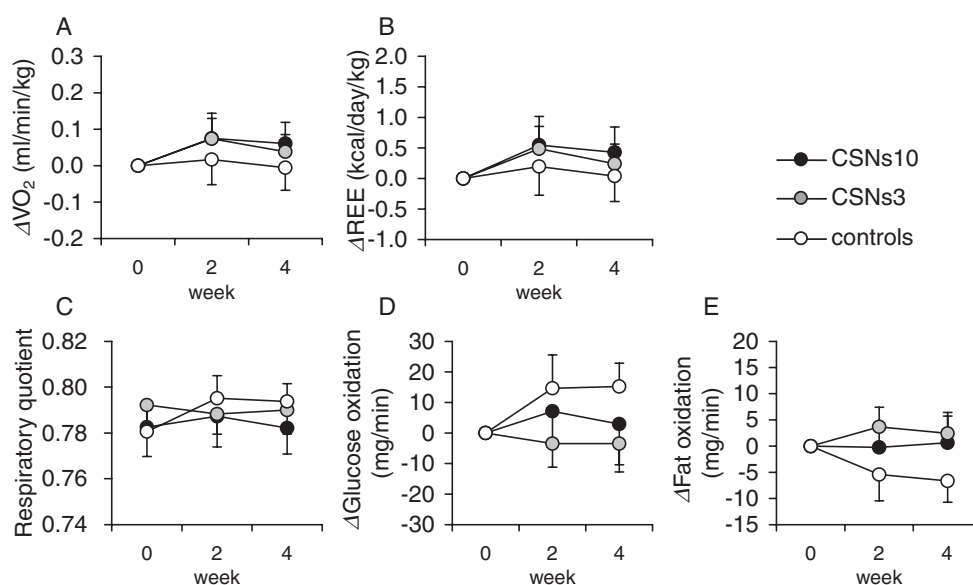 A
ΔVO₂ (ml/min/kg)
0.3
0.2
0.1
0.0
-0.1
-0.2
0 2 4
week
B
ΔREE (kcal/day/kg)
2.0
1.5
1.0
0.5
0.0
-0.5
-1.0
0 2 4
week
CSNs10
CSNs3
controls
C
Respiratory quotient
0.82
0.80
0.78
0.76
0.74
0 2 4
week
D
ΔGlucose oxidation
(mg/min)
30
20
10
0
-10
-20
-30
0 2 4
week
E
ΔFat oxidation
(mg/min)
20
15
10
5
0
-5
-10
-15
0 2 4
week